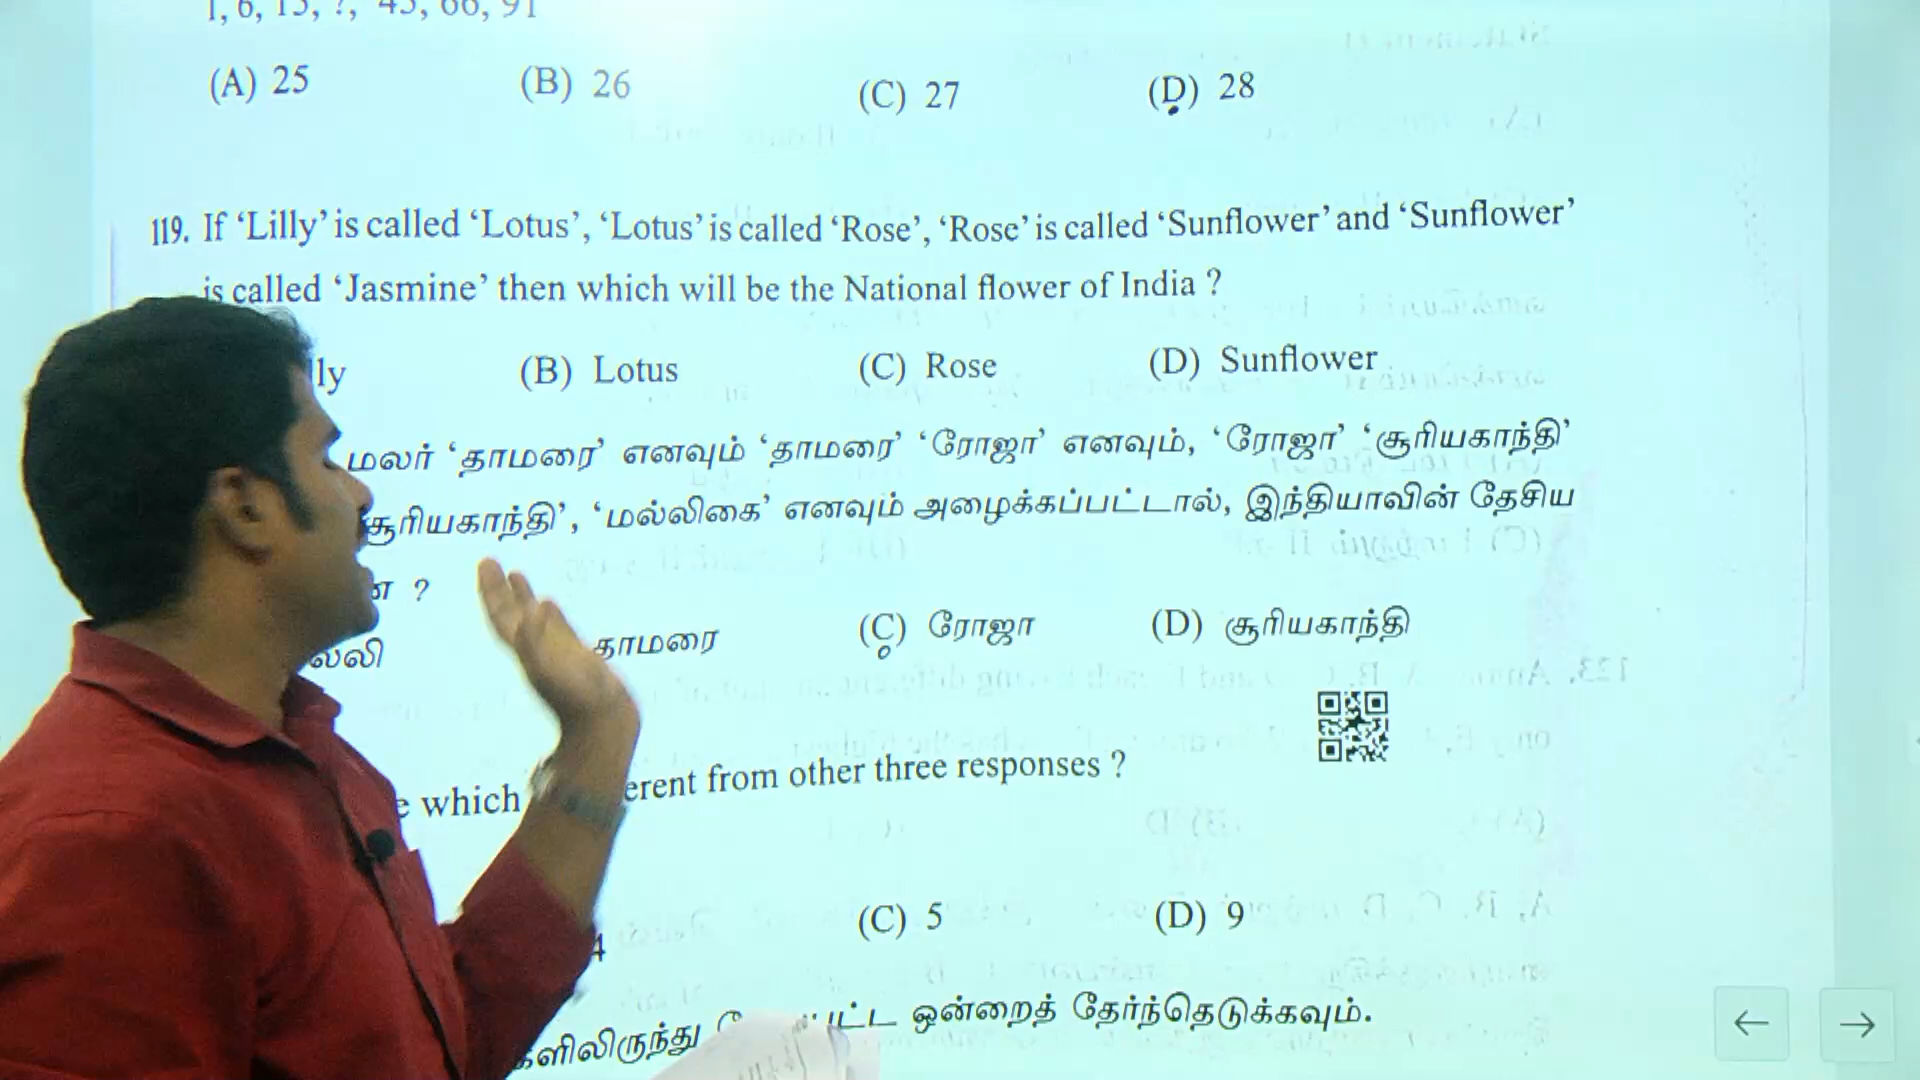 1, 6, 15, ?, 45, 66, 91
(A) 25 (B) 26 (C) 27 (D) 28
119. If ‘Lilly’ is called ‘Lotus’, ‘Lotus’ is called ‘Rose’, ‘Rose’ is called ‘Sunflower’ and ‘Sunflower’
is called ‘Jasmine’ then which will be the National flower of India ?
lly (B) Lotus (C) Rose (D) Sunflower
மலர் ‘தாமரை’ எனவும் ‘தாமரை’ ‘ரோஜா’ எனவும், ‘ரோஜா’ ‘சூரியகாந்தி’
சூரியகாந்தி’, ‘மல்லிகை’ எனவும் அழைக்கப்பட்டால், இந்தியாவின் தேசிய
?
ல்லி தாமரை (C) ரோஜா (D) சூரியகாந்தி
which erent from other three responses ?
4 (C) 5 (D) 9
களிலிருந்து ஒன்றைத் தேர்ந்தெடுக்கவும்.